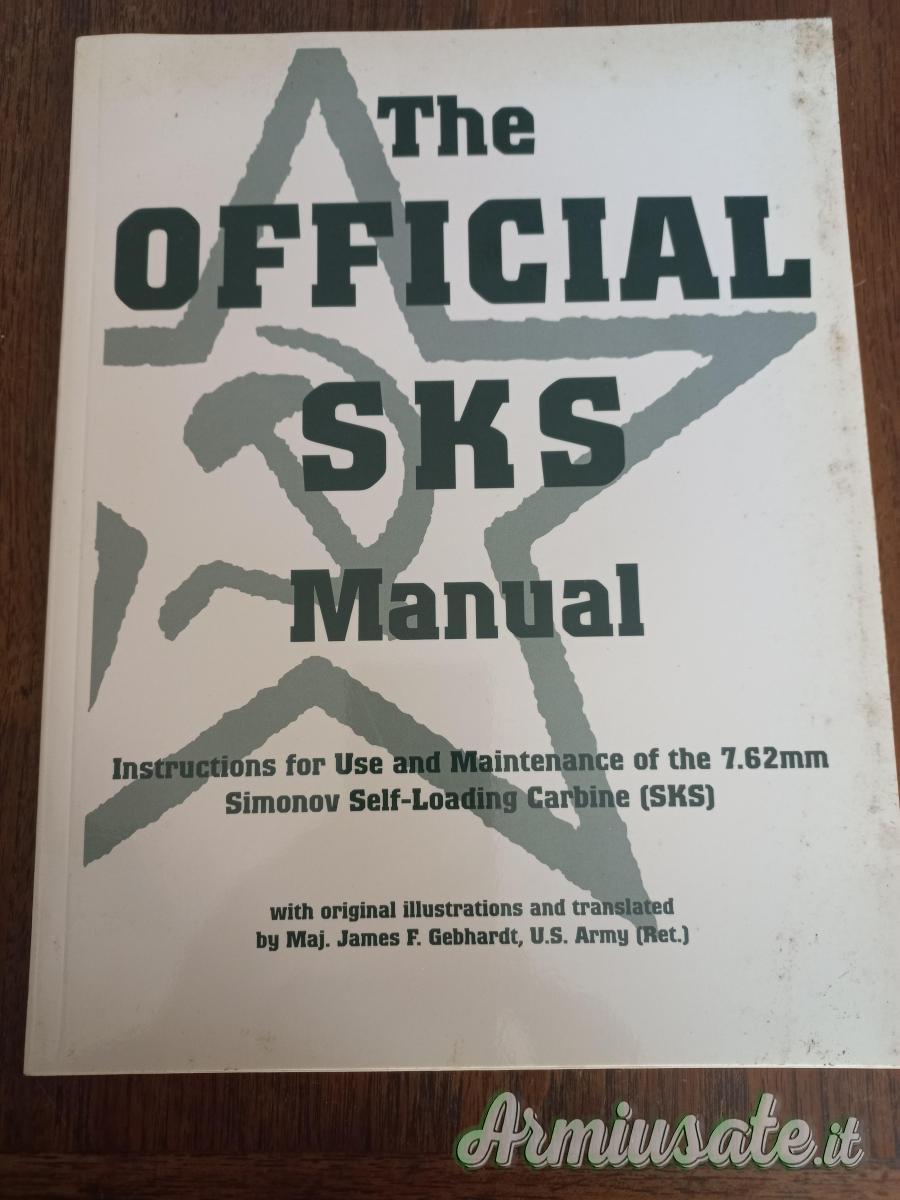 The
OFFICIAL
SKS
Manual
Instructions for Use and Maintenance of the 7.62mm
Simonov Self-Loading Carbine (SKS)
with original illustrations and translated
by Maj. James F. Gebhardt, U.S. Army (Ret.)
Armiusate.it